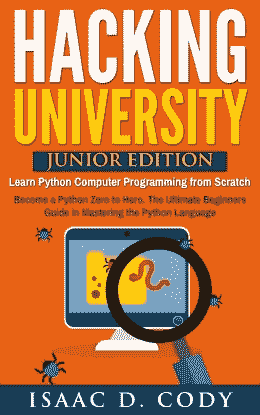 HACKING
UNIVERSITY
JUNIOR EDITION
Learn Python Computer Programming from Scratch
Become a Python Zero to Hero. The Ultimate Beginners
Guide in Mastering the Python Language
ISAAC D. CODY